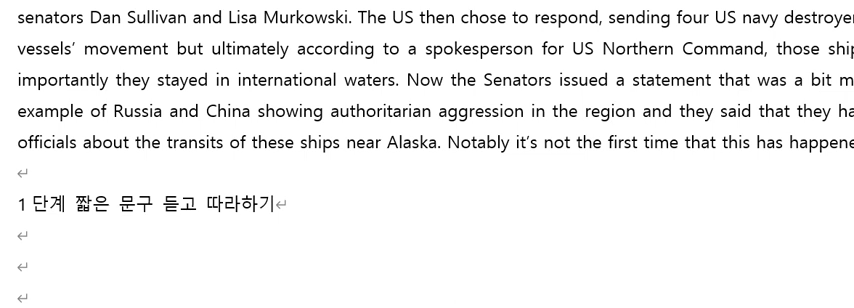 senators Dan Sullivan and Lisa Murkowski. The US then chose to respond, sending four US navy
vessels’ movement but ultimately according to a spokesperson for US Northern Command, those
importantly they stayed in international waters. Now the Senators issued a statement that was a bit
example of Russia and China showing authoritarian aggression in the region and they said that they
officials about the transits of these ships near Alaska. Notably it’s not the first time that this has
1 단계 짧은 문구 듣고 따라하기